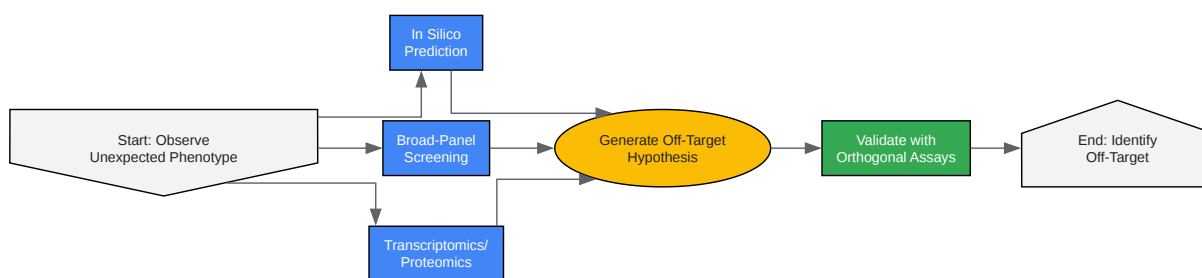 In Silico
Prediction
Start: Observe
Unexpected Phenotype
Broad-Panel
Screening
Generate Off-Target
Hypothesis
Validate with
Orthogonal Assays
End: Identify
Off-Target
Transcriptomics/
Proteomics